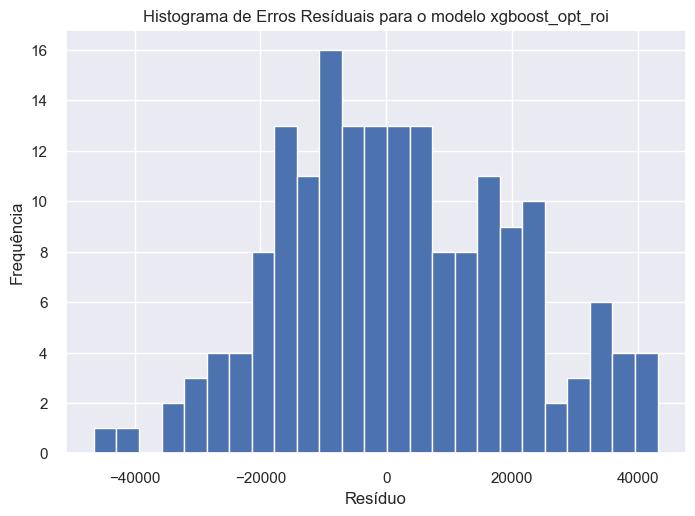 Histograma de Erros Resíduais para o modelo xgboost_opt_roi
16
14
12
10
8
6
4
2
0
Frequência
−40000 −20000 0 20000 40000
Resíduo